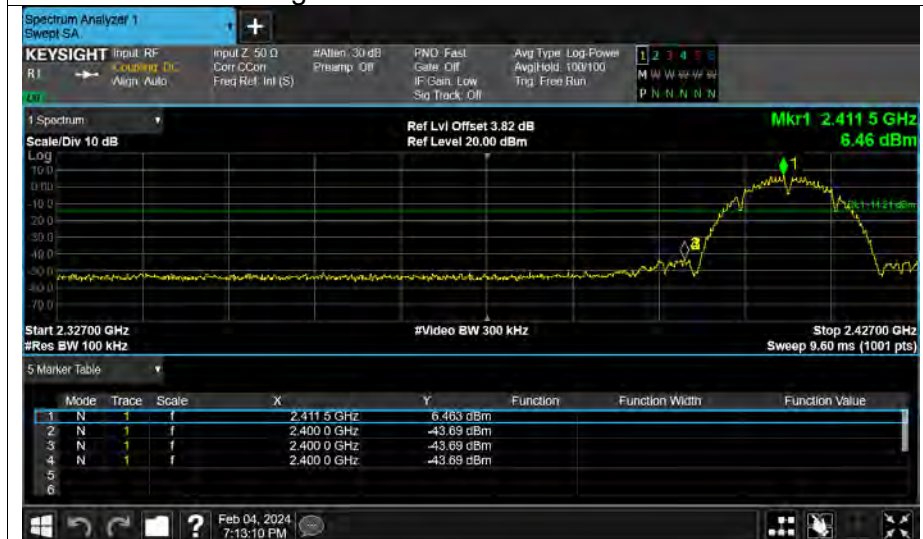 Spectrum Analyzer 1
Swept SA
+
KEYSIGHT Input: RF Input Z: 50 Ω #Atten: 30 dB PNO: Fast Avg Type: Log-Power 1 2 3 4 5 6
R1 Coupling: DC Corr CCorr Preamp: Off Gate: Off Avg|Hold: 100/100 M W W W W W W
Align: Auto Freq Ref: Int (S) IF Gain: Low Trig: Free Run
Sig Track: Off P N N N N N N
1 Spectrum Ref Lvl Offset 3.82 dB Mkr1 2.411 5 GHz
Scale/Div 10 dB Ref Level 20.00 dBm 6.46 dBm
Log
10.0
0.00
-10.0
-20.0
-30.0
-40.0
-50.0
-60.0
-70.0
1
DL1 -14.21 dBm
Start 2.32700 GHz #Video BW 300 kHz Stop 2.42700 GHz
#Res BW 100 kHz Sweep 9.60 ms (1001 pts)
5 Marker Table
Mode Trace Scale X Y Function Function Width Function Value
1 N 1 f 2.411 5 GHz 6.463 dBm
2 N 1 f 2.400 0 GHz -43.69 dBm
3 N 1 f 2.400 0 GHz -43.69 dBm
4 N 1 f 2.400 0 GHz -43.69 dBm
5
6
? Feb 04, 2024
7:13:10 PM